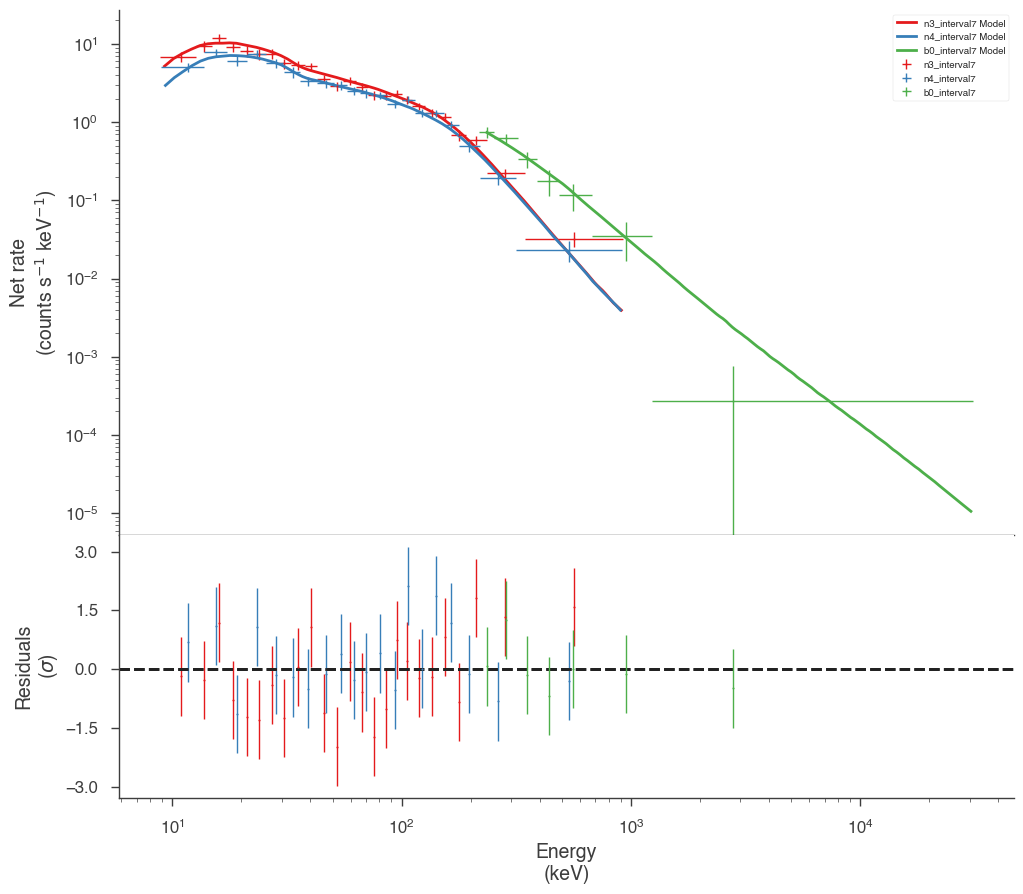 n3_interval7 Model
n4_interval7 Model
b0_interval7 Model
n3_interval7
n4_interval7
b0_interval7
Net rate
(counts s⁻¹ keV⁻¹)
10¹
10⁰
10⁻¹
10⁻²
10⁻³
10⁻⁴
10⁻⁵
Residuals
(σ)
3.0
1.5
0.0
−1.5
−3.0
10¹ 10² 10³ 10⁴
Energy
(keV)